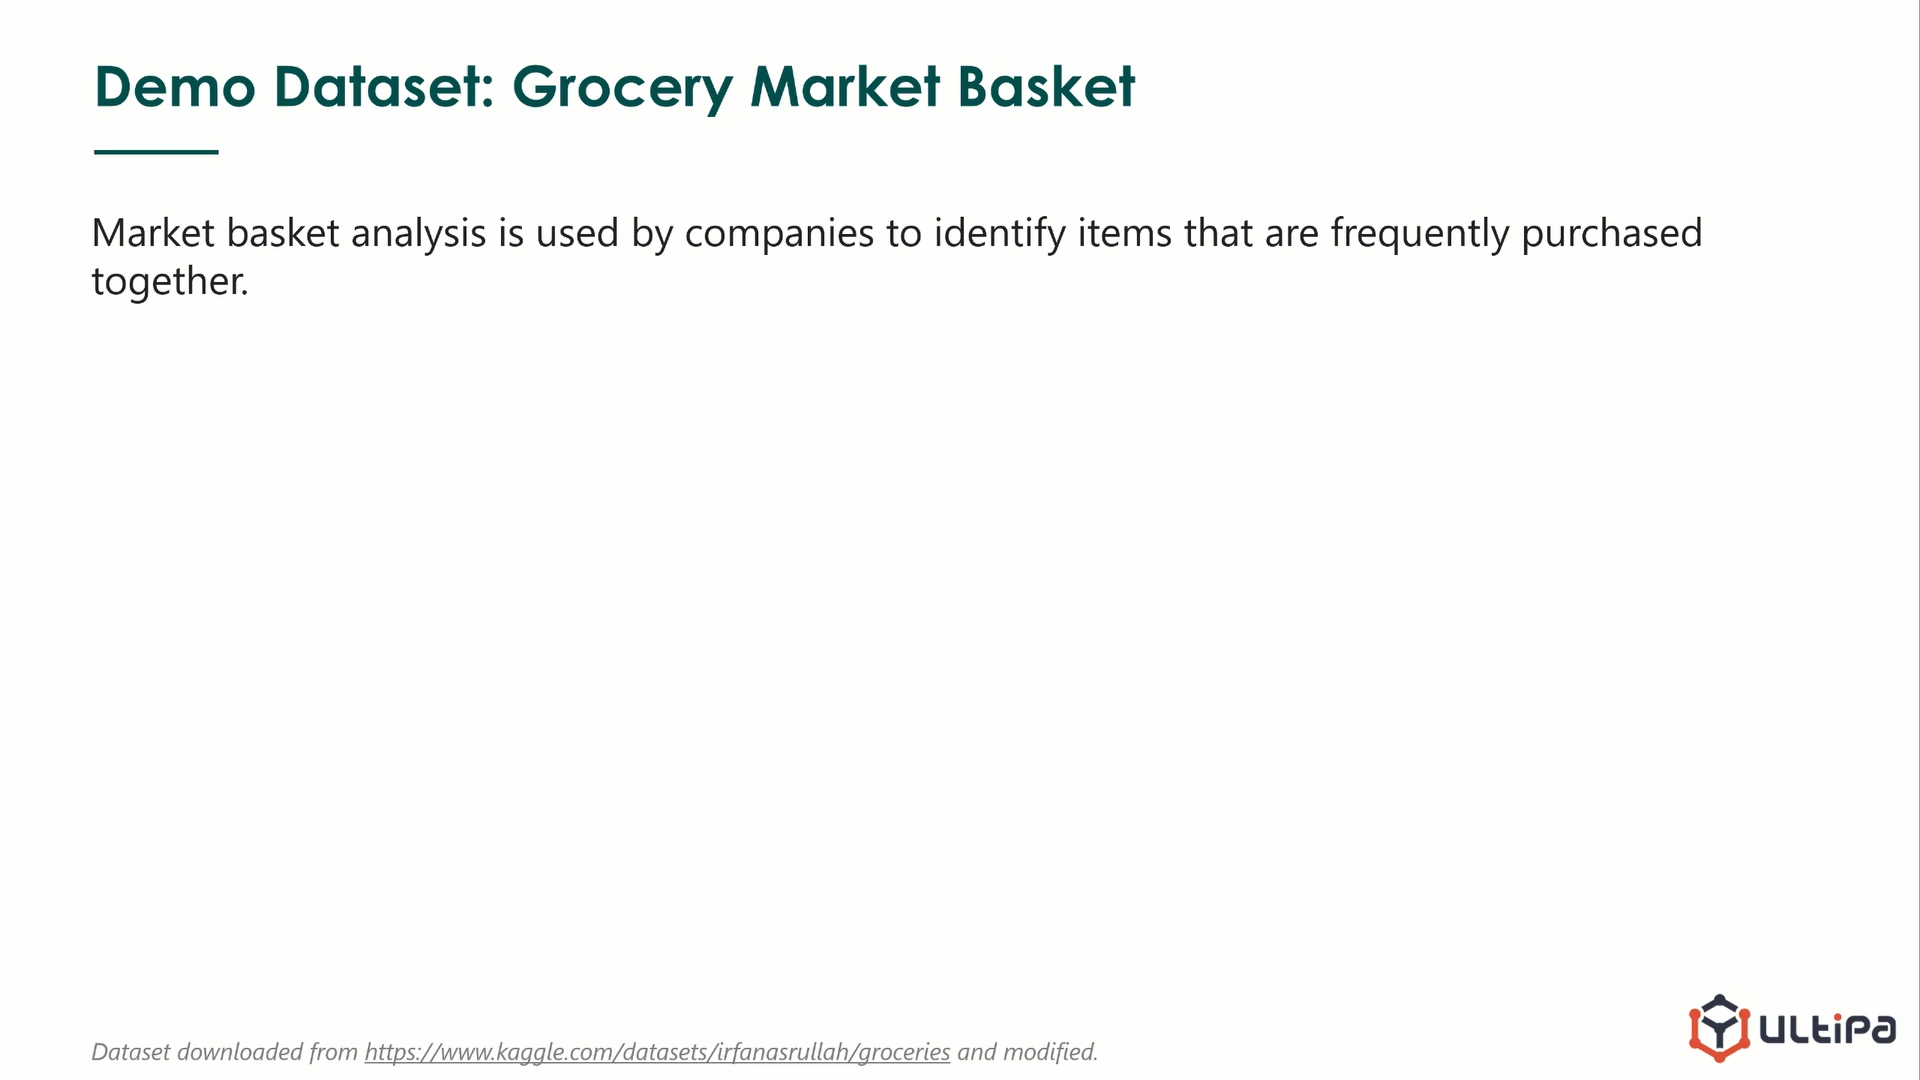 Demo Dataset: Grocery Market Basket
Market basket analysis is used by companies to identify items that are frequently purchased
together.
Dataset downloaded from https://www.kaggle.com/datasets/irfanasrullah/groceries and modified.
ULTIPA